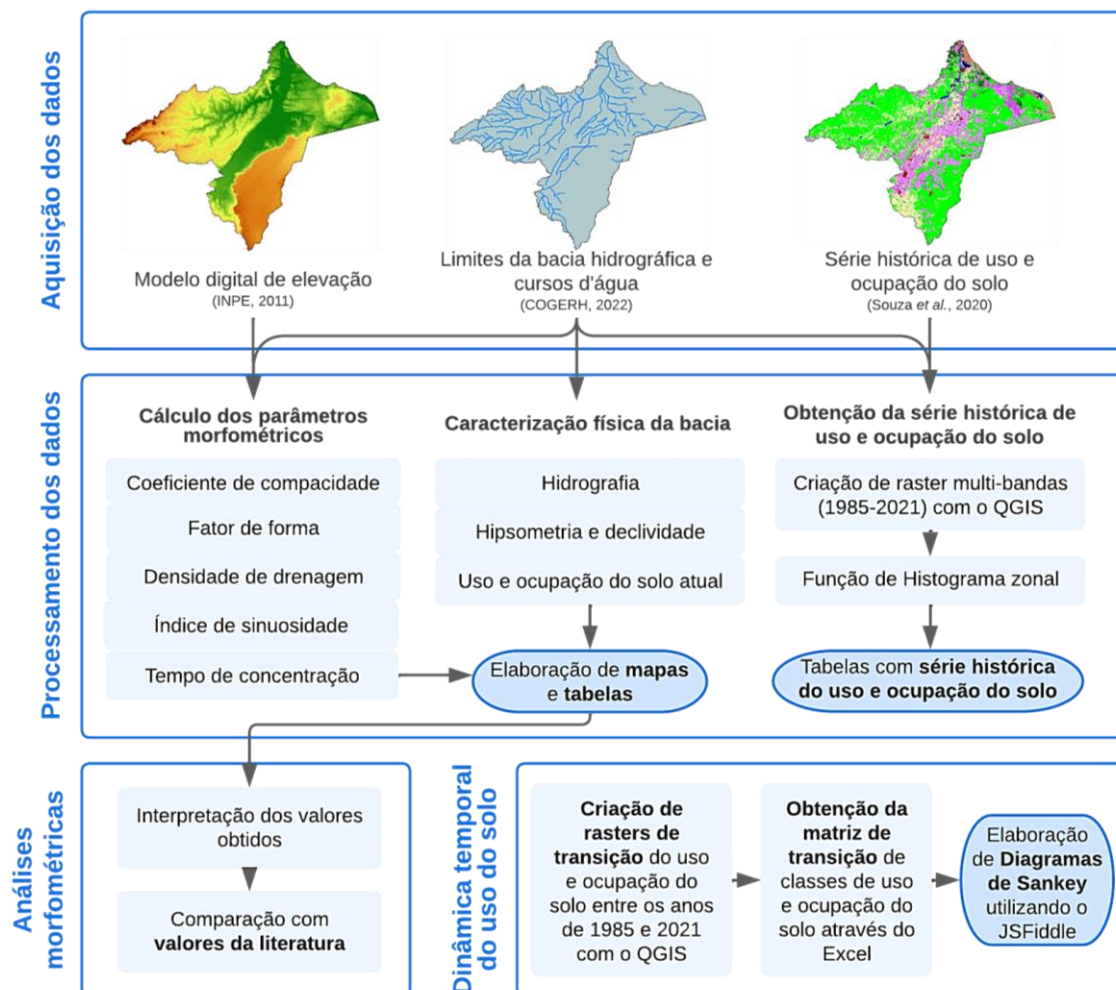 Aquisição dos dados
Modelo digital de elevação
(INPE, 2011)
Limites da bacia hidrográfica e
cursos d'água
(COGERH, 2022)
Série histórica de uso e
ocupação do solo
(Souza et al., 2020)
Processamento dos dados
Cálculo dos parâmetros
morfométricos
Coeficiente de compacidade
Fator de forma
Densidade de drenagem
Índice de sinuosidade
Tempo de concentração
Caracterização física da bacia
Hidrografia
Hipsometria e declividade
Uso e ocupação do solo atual
Elaboração de mapas
e tabelas
Obtenção da série histórica de
uso e ocupação do solo
Criação de raster multi-bandas
(1985-2021) com o QGIS
Função de Histograma zonal
Tabelas com série histórica
do uso e ocupação do solo
Análises
morfométricas
Interpretação dos valores
obtidos
Comparação com
valores da literatura
Dinâmica temporal
do uso do solo
Criação de
rasters de
transição do uso
e ocupação do
solo entre os anos
de 1985 e 2021
com o QGIS
Obtenção da
matriz de
transição de
classes de uso
e ocupação do
solo através do
Excel
Elaboração
de Diagramas
de Sankey
utilizando o
JSFiddle